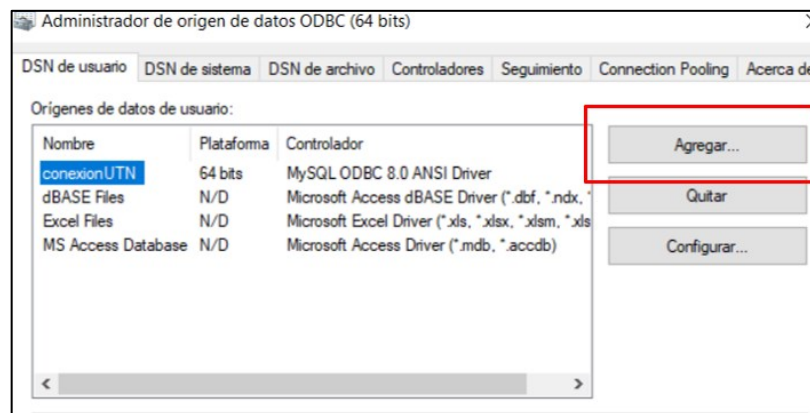 Administrador de origen de datos ODBC (64 bits)
DSN de usuario DSN de sistema DSN de archivo Controladores Seguimiento Connection Pooling Acerca de
Orígenes de datos de usuario:
Nombre Plataforma Controlador
conexionUTN 64 bits MySQL ODBC 8.0 ANSI Driver
dBASE Files N/D Microsoft Access dBASE Driver (*.dbf, *.ndx, *
Excel Files N/D Microsoft Excel Driver (*.xls, *.xlsx, *.xlsm, *.xls
MS Access Database N/D Microsoft Access Driver (*.mdb, *.accdb)
Agregar...
Quitar
Configurar...